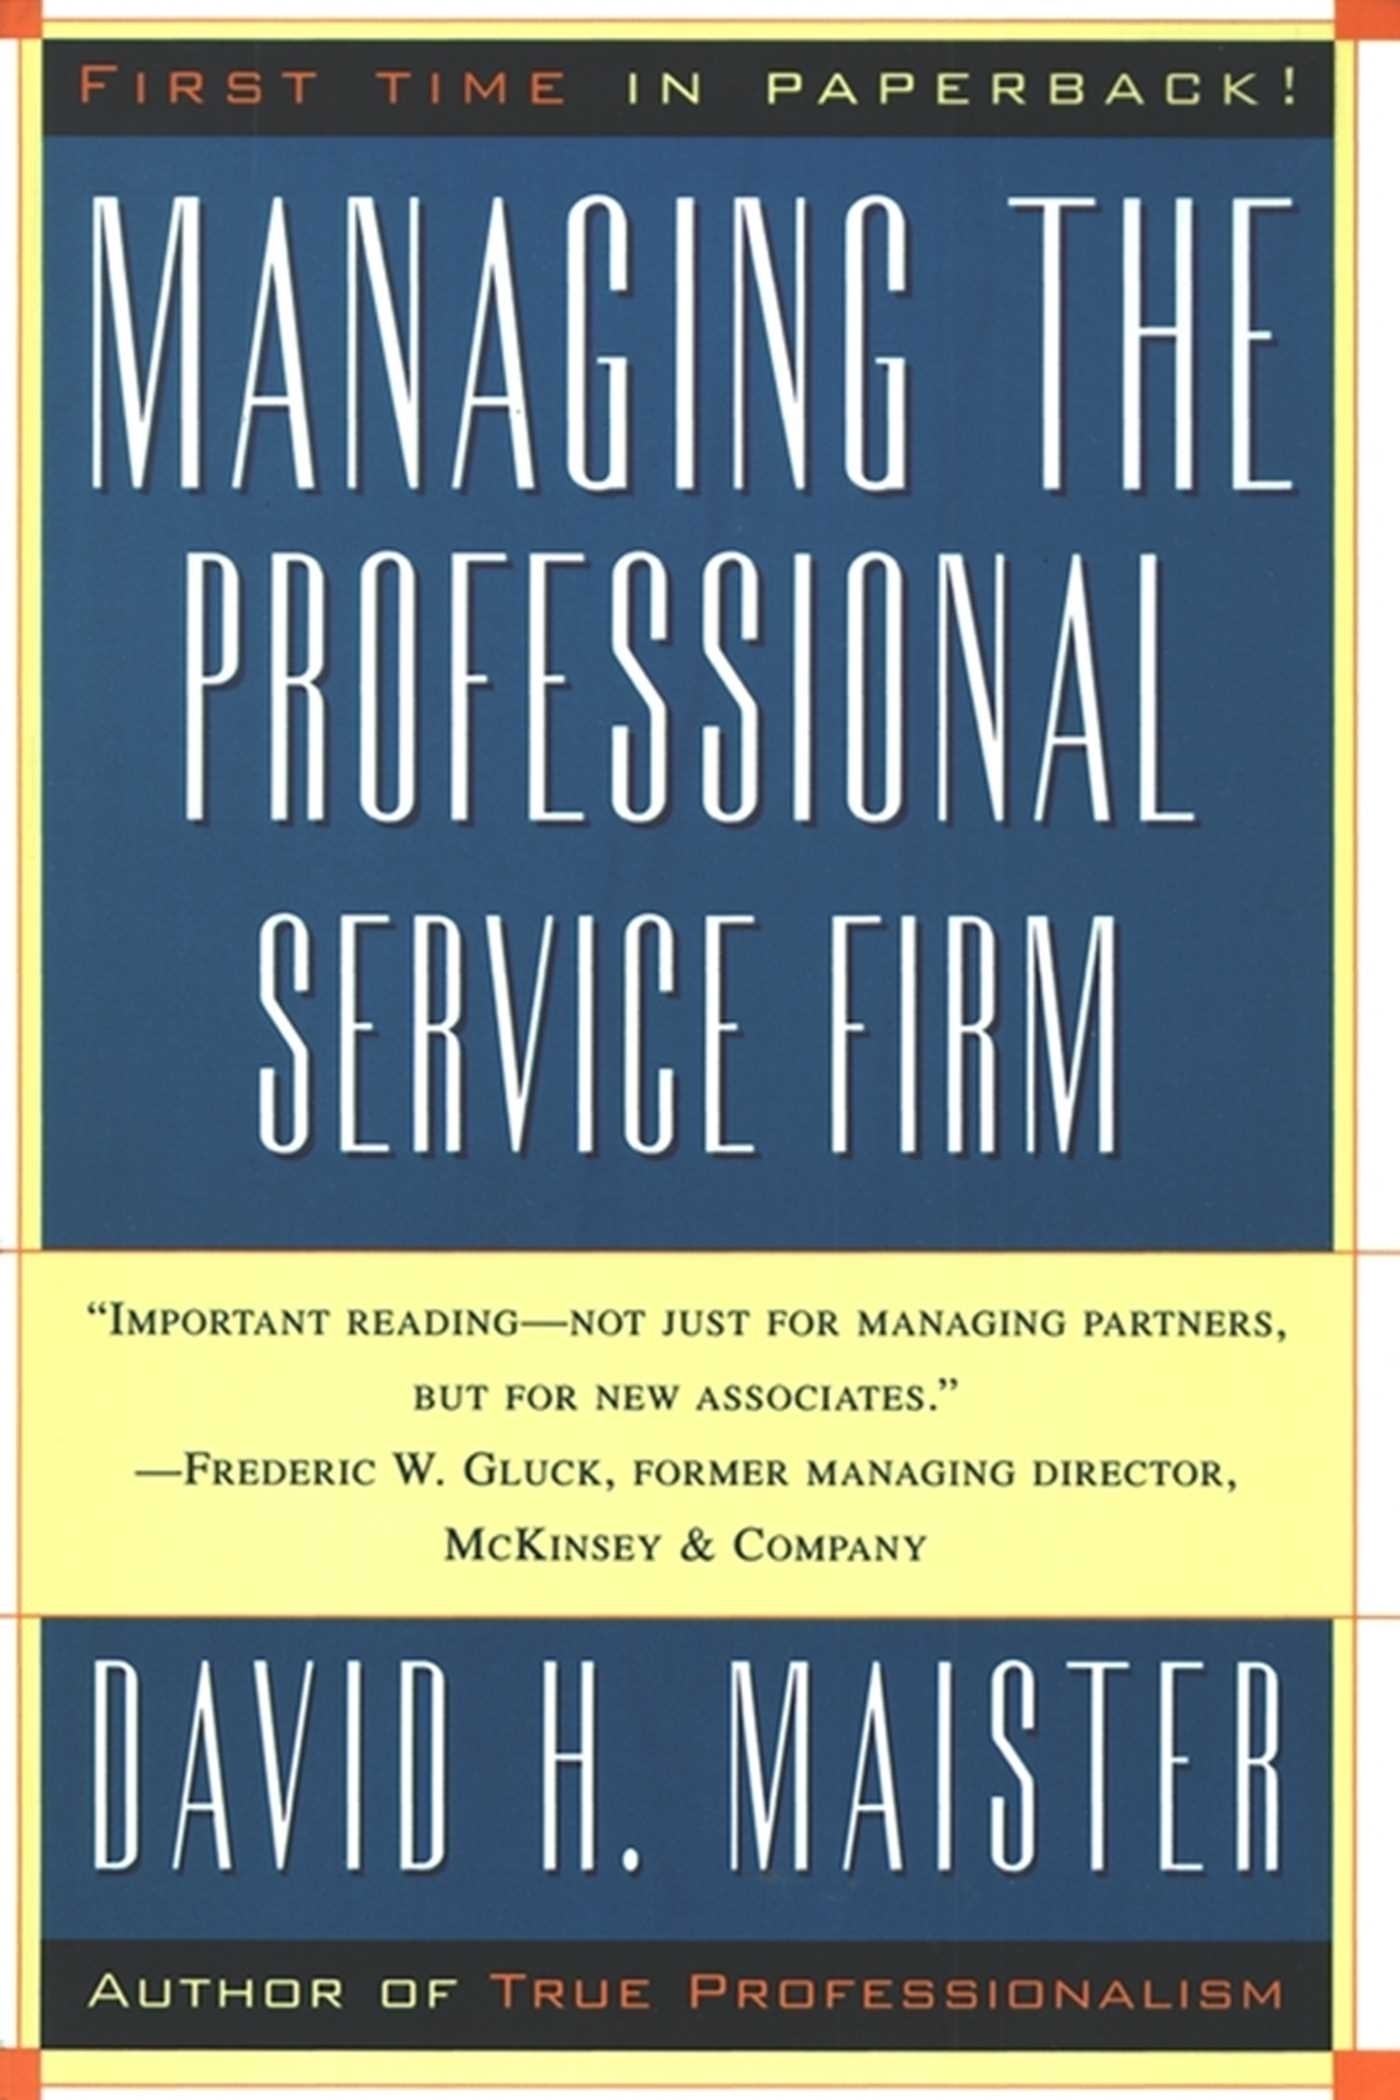 FIRST TIME IN PAPERBACK!
MANAGING THE
PROFESSIONAL
SERVICE FIRM
“IMPORTANT READING—NOT JUST FOR MANAGING PARTNERS,
BUT FOR NEW ASSOCIATES.”
—FREDERIC W. GLUCK, FORMER MANAGING DIRECTOR,
MCKINSEY & COMPANY
DAVID H. MAISTER
AUTHOR OF TRUE PROFESSIONALISM